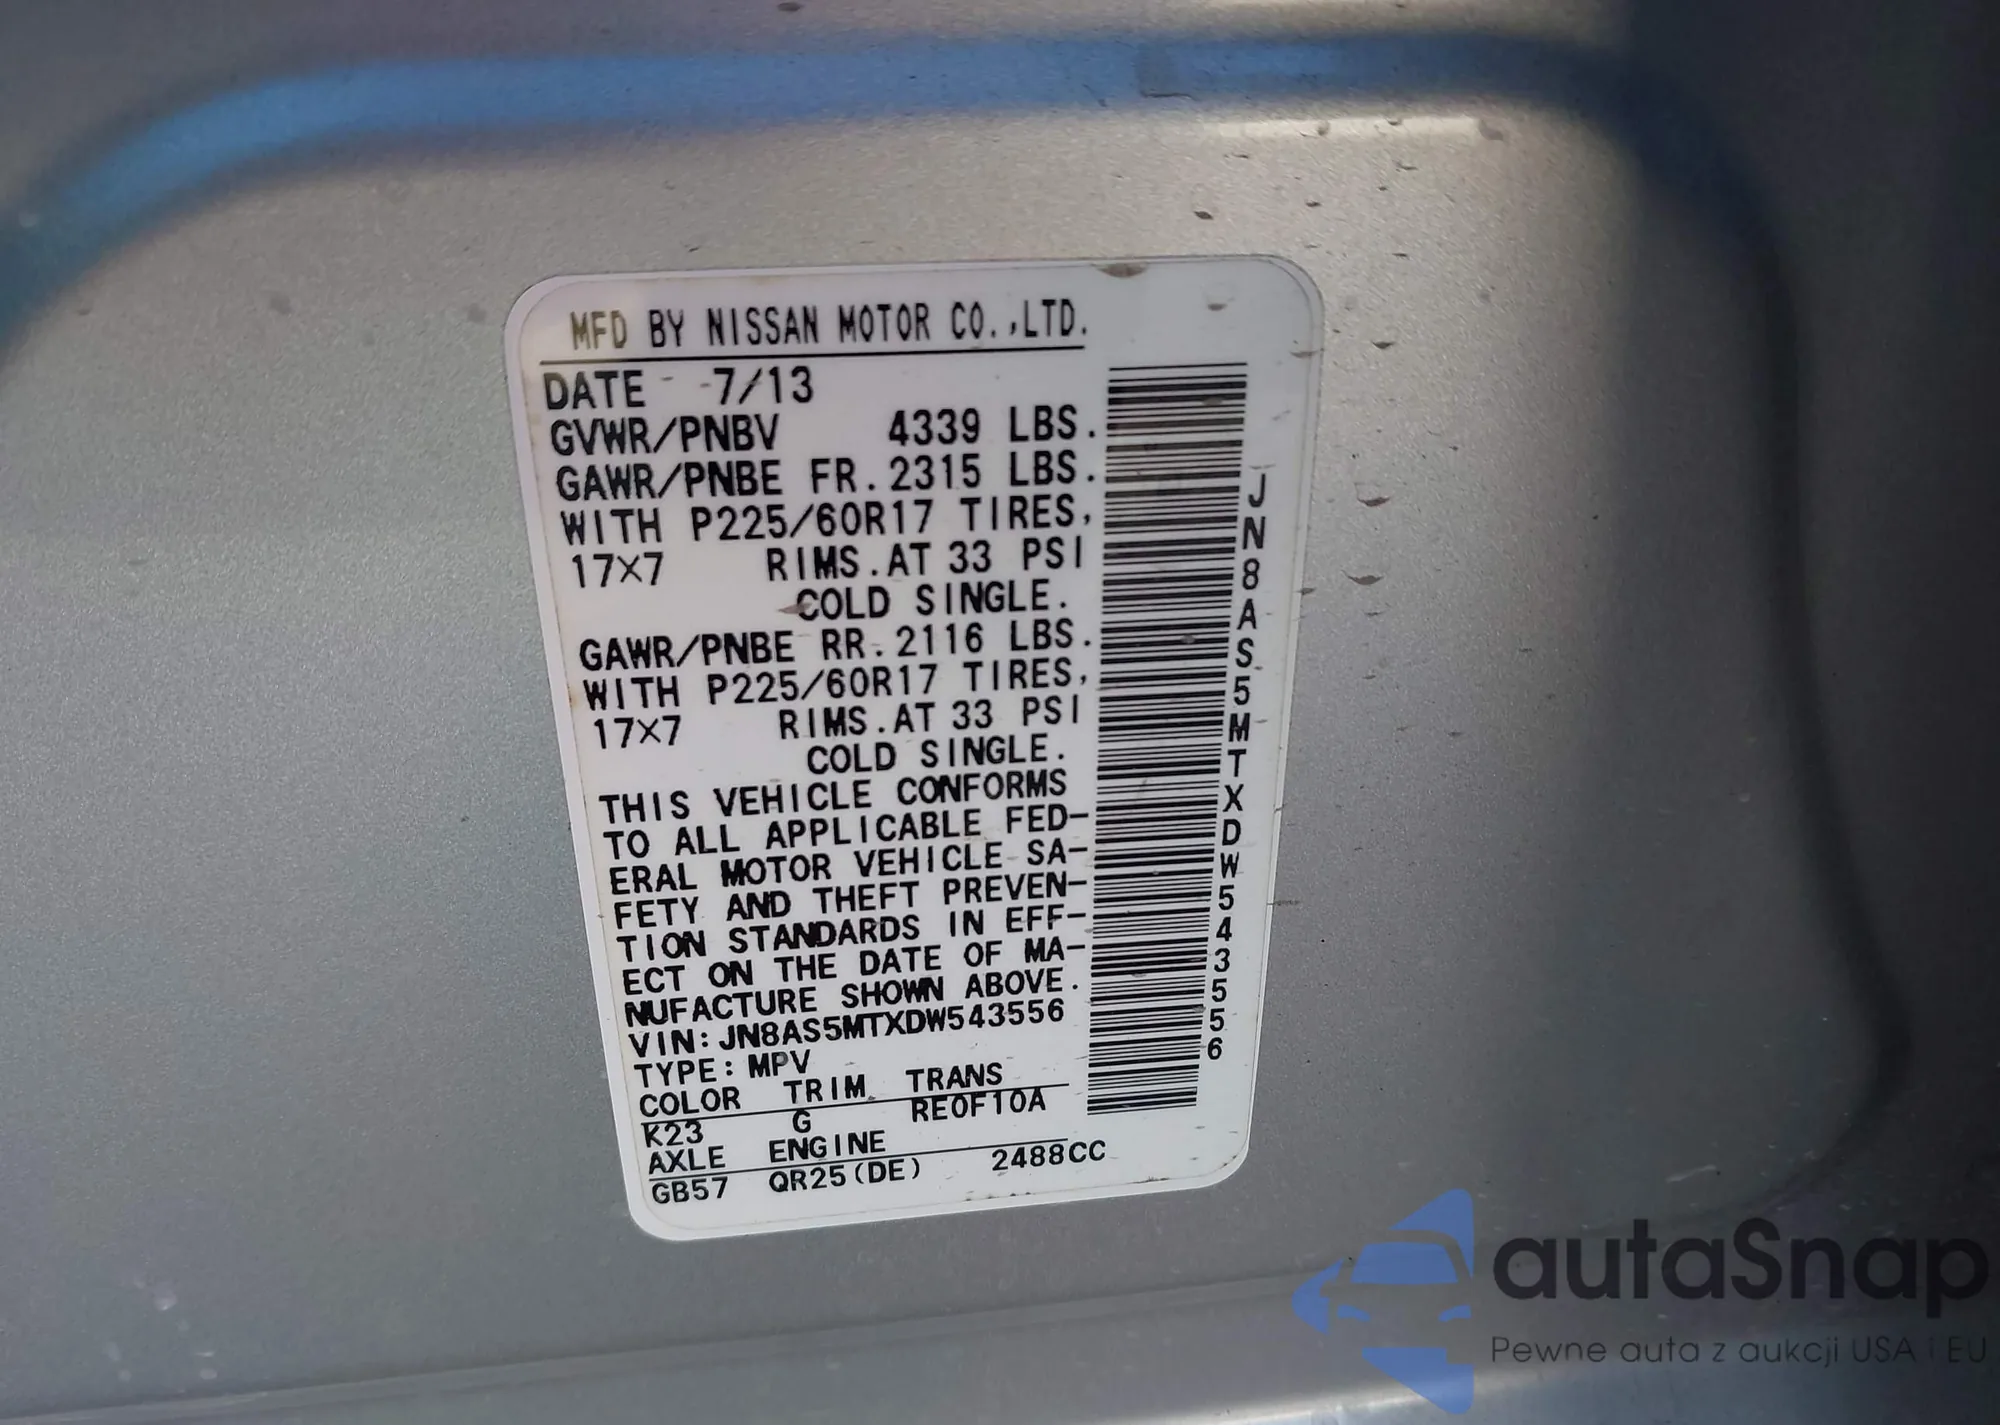 MFD BY NISSAN MOTOR CO.,LTD.
DATE 7/13
GVWR/PNBV 4339 LBS.
GAWR/PNBE FR. 2315 LBS.
WITH P225/60R17 TIRES,
17×7 RIMS.AT 33 PSI
COLD SINGLE.
GAWR/PNBE RR. 2116 LBS.
WITH P225/60R17 TIRES,
17×7 RIMS.AT 33 PSI
COLD SINGLE.
THIS VEHICLE CONFORMS
TO ALL APPLICABLE FED-
ERAL MOTOR VEHICLE SA-
FETY AND THEFT PREVEN-
TION STANDARDS IN EFF-
ECT ON THE DATE OF MA-
NUFACTURE SHOWN ABOVE.
VIN:JN8AS5MTXDW543556
TYPE:MPV
COLOR TRIM TRANS
K23 G RE0F10A
AXLE ENGINE
GB57 QR25(DE) 2488CC
JN8AS5MTXDW543556
autaSnap
Pewne auta z aukcji USA i EU